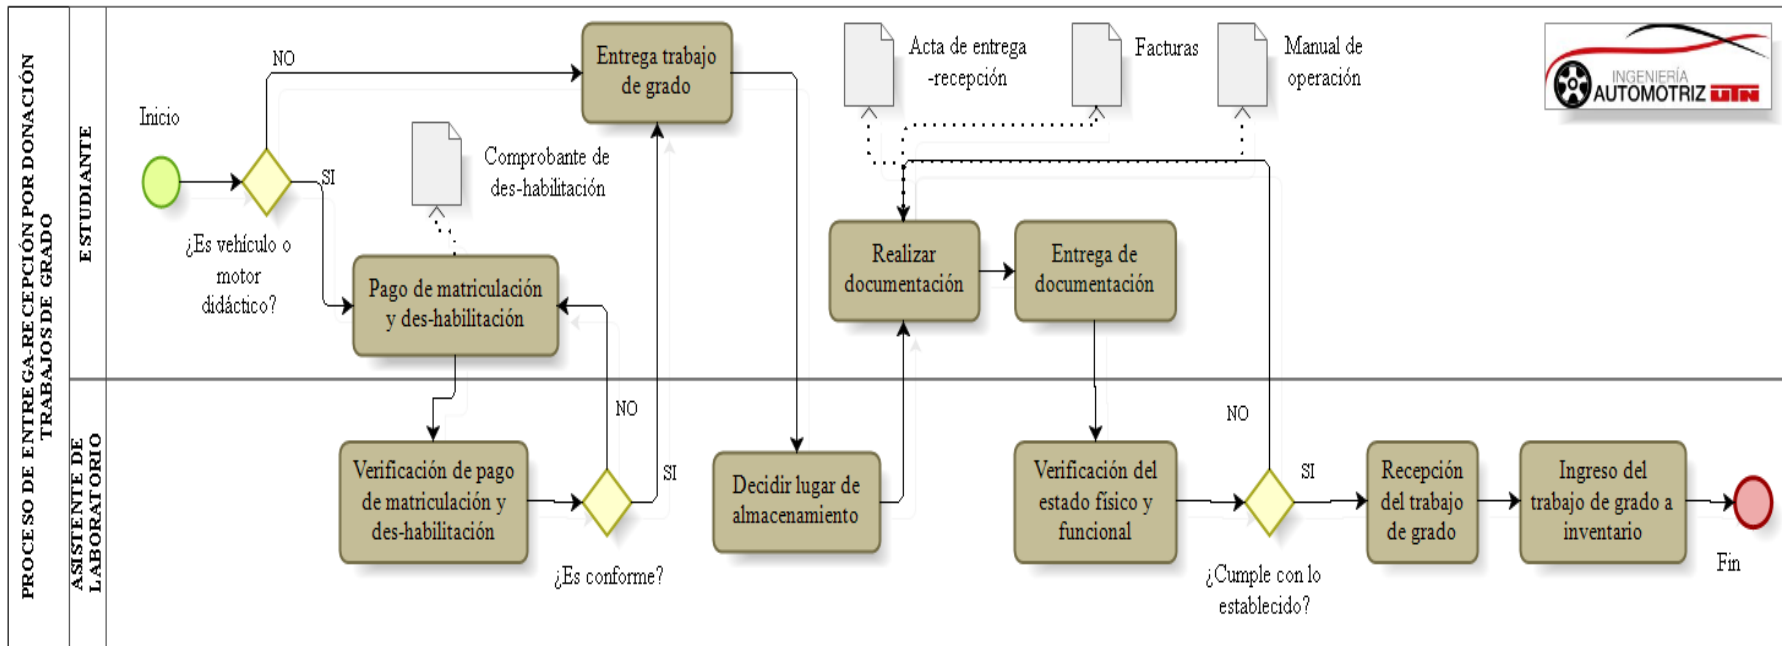 PROCESO DE ENTREGA-RECEPCIÓN POR DONACIÓN
TRABAJOS DE GRADO
ESTUDIANTE
Inicio
¿Es vehículo o
motor
didáctico?
NO
SI
Entrega trabajo
de grado
Comprobante de
des-habilitación
Pago de matriculación
y des-habilitación
Acta de entrega
-recepción
Facturas
Manual de
operación
INGENIERÍA
AUTOMOTRIZ UTN
Realizar
documentación
Entrega de
documentación
ASISTENTE DE
LABORATORIO
Verificación de pago
de matriculación y
des-habilitación
NO
SI
¿Es conforme?
Decidir lugar de
almacenamiento
Verificación del
estado físico y
funcional
NO
SI
¿Cumple con lo
establecido?
Recepción
del trabajo
de grado
Ingreso del
trabajo de grado a
inventario
Fin